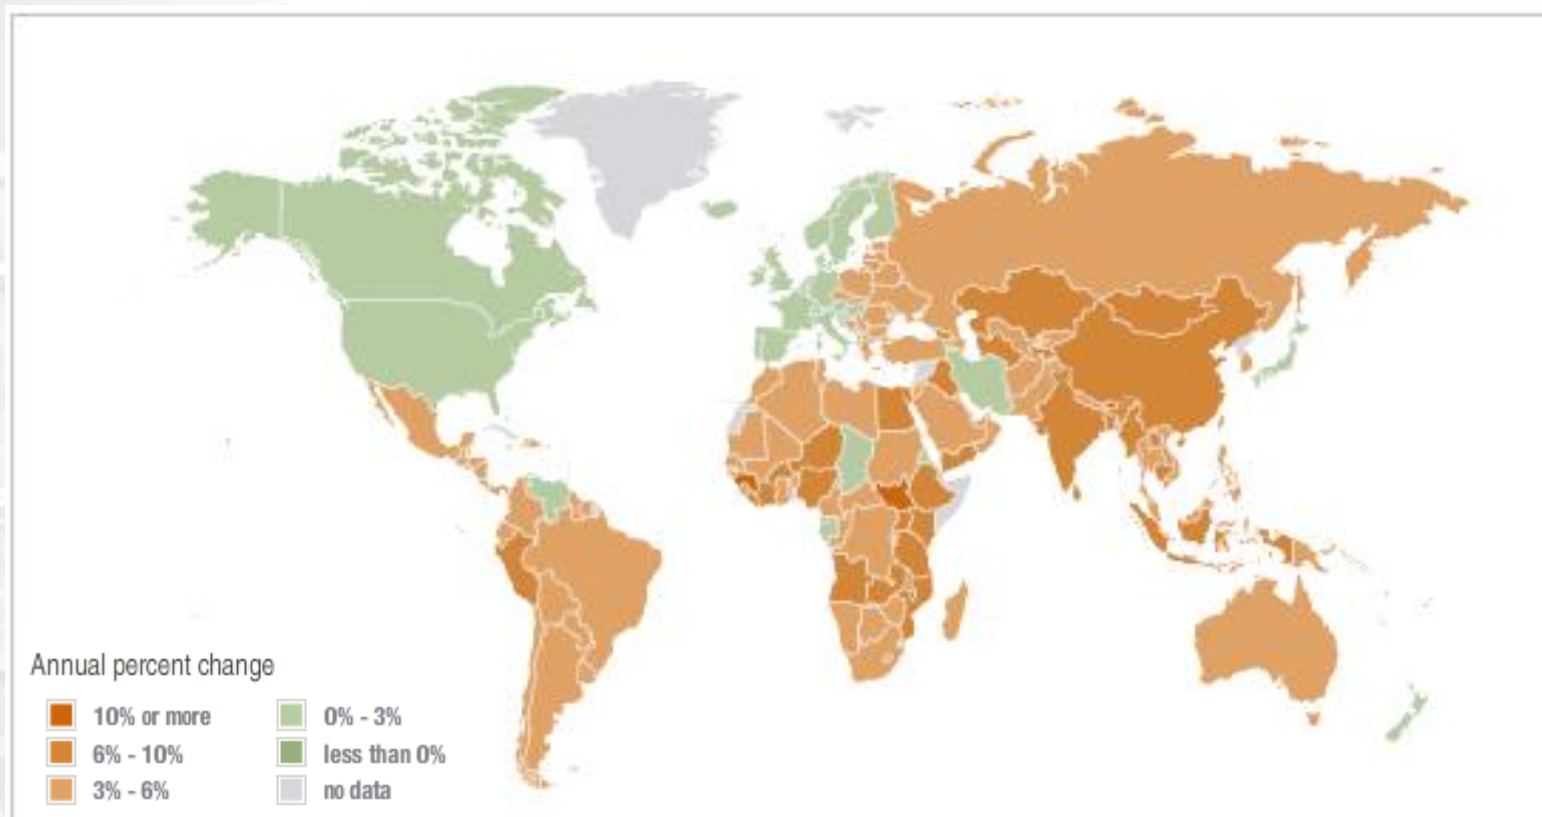 Annual percent change
10% or more
6% - 10%
3% - 6%
0% - 3%
less than 0%
no data